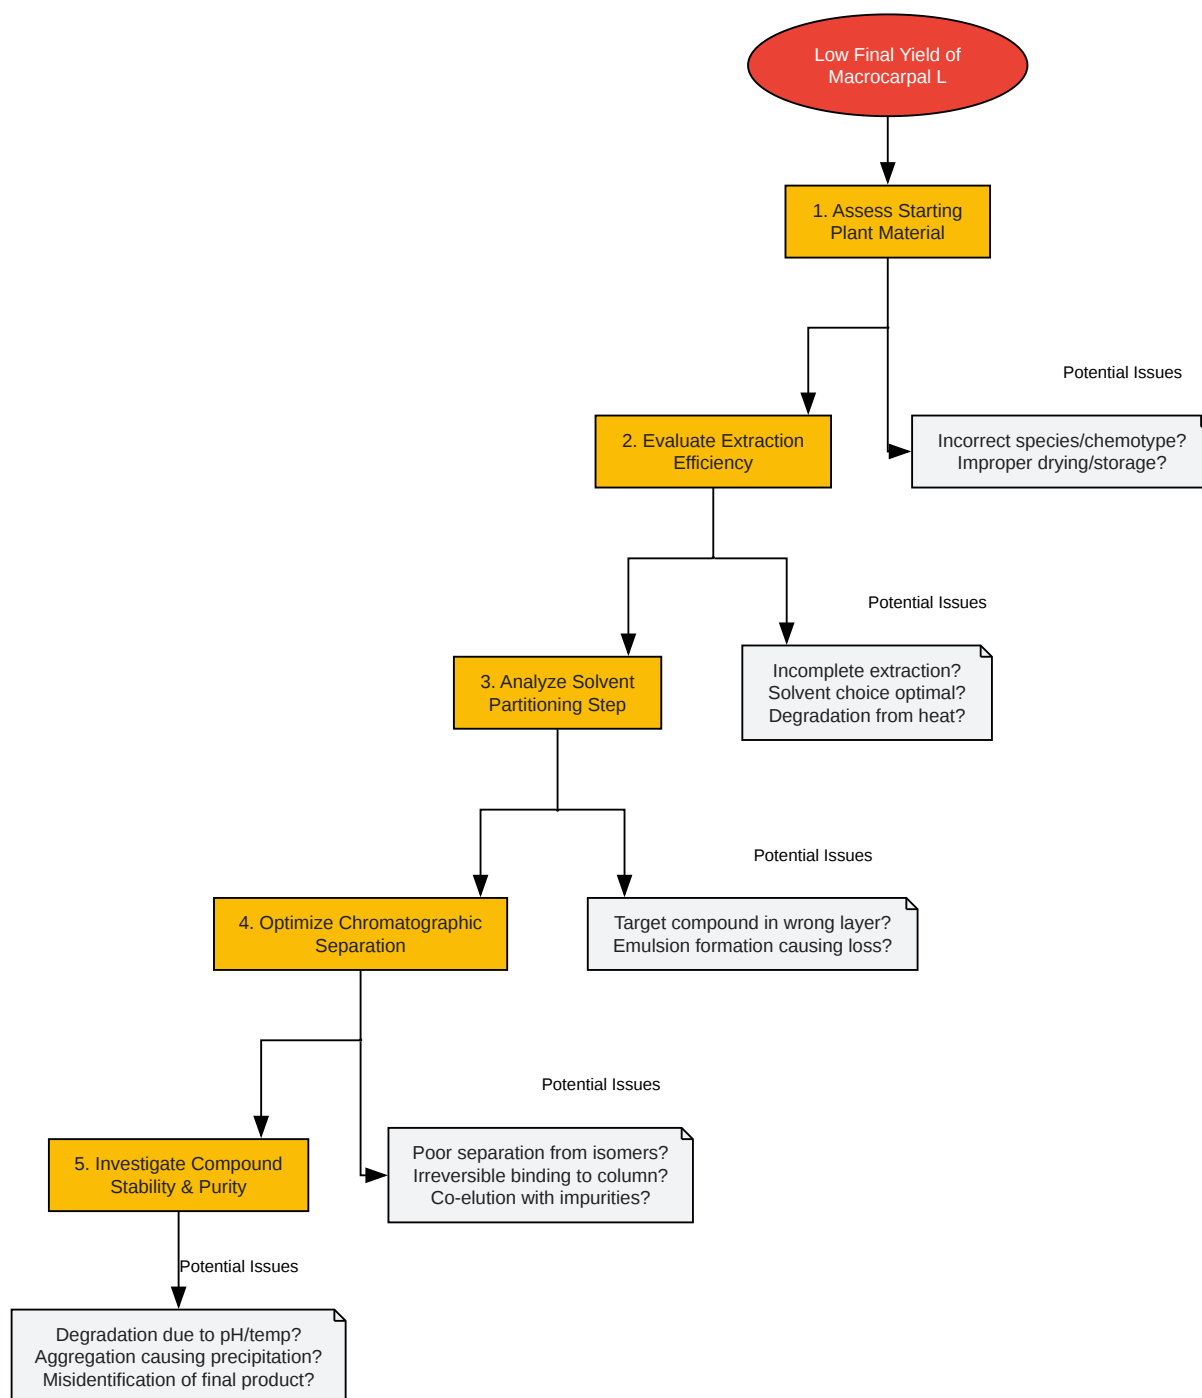 Low Final Yield of
Macrocarpal L
1. Assess Starting
Plant Material
Potential Issues
2. Evaluate Extraction
Efficiency
Incorrect species/chemotype?
Improper drying/storage?
Potential Issues
3. Analyze Solvent
Partitioning Step
Incomplete extraction?
Solvent choice optimal?
Degradation from heat?
Potential Issues
4. Optimize Chromatographic
Separation
Target compound in wrong layer?
Emulsion formation causing loss?
Potential Issues
5. Investigate Compound
Stability & Purity
Poor separation from isomers?
Irreversible binding to column?
Co-elution with impurities?
Potential Issues
Degradation due to pH/temp?
Aggregation causing precipitation?
Misidentification of final product?